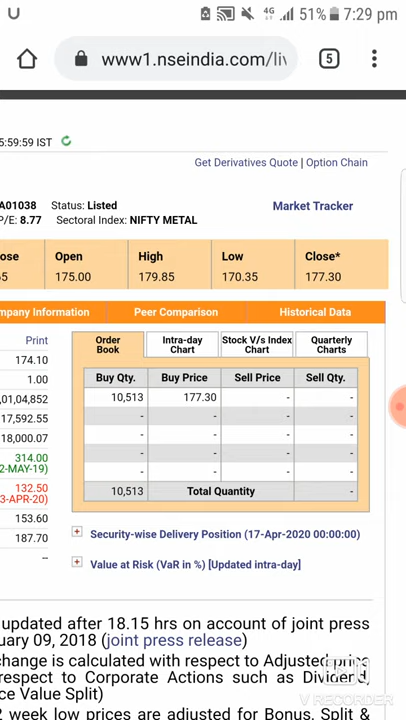 4G 51% 7:29 pm
www1.nseindia.com/liv 5
5:59:59 IST
Get Derivatives Quote | Option Chain
A01038 Status: Listed Market Tracker
P/E: 8.77 Sectoral Index: NIFTY METAL
ose Open High Low Close*
65 175.00 179.85 170.35 177.30
mpany Information Peer Comparison Historical Data
Print
174.10
1.00
,01,04,852
17,592.55
18,000.07
314.00
2-MAY-19)
132.50
3-APR-20)
153.60
187.70
--
Order Book Intra-day Chart Stock V/s Index Chart Quarterly Charts
Buy Qty. Buy Price Sell Price Sell Qty.
10,513 177.30 - -
- - - -
- - - -
- - - -
- - - -
10,513 Total Quantity -
Security-wise Delivery Position (17-Apr-2020 00:00:00)
Value at Risk (VaR in %) [Updated intra-day]
updated after 18.15 hrs on account of joint press
uary 09, 2018 (joint press release)
change is calculated with respect to Adjusted price
respect to Corporate Actions such as Dividend,
ce Value Split)
2 week low prices are adjusted for Bonus, Split &
V RECORDER